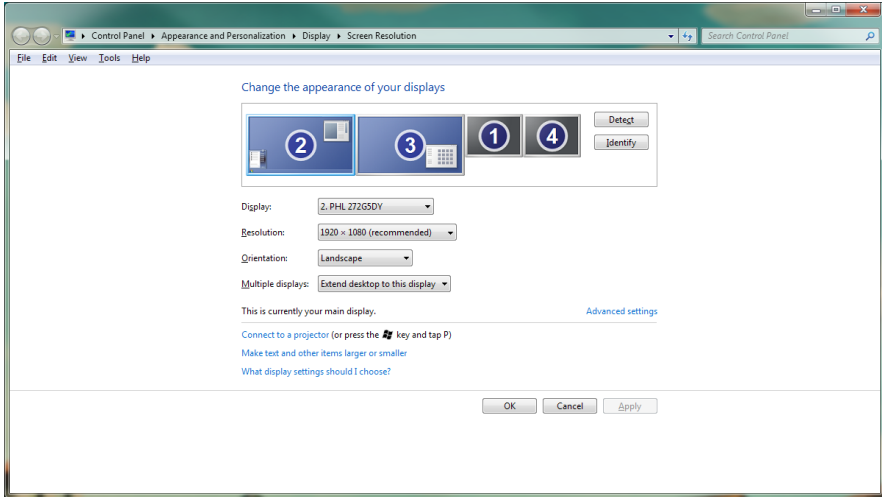 Control Panel Appearance and Personalization Display Screen Resolution Search Control Panel
File Edit View Tools Help
Change the appearance of your displays
2 3 1 4 Detect
Identify
Display: 2. PHL 272G5DY
Resolution: 1920 × 1080 (recommended)
Orientation: Landscape
Multiple displays: Extend desktop to this display
This is currently your main display. Advanced settings
Connect to a projector (or press the key and tap P)
Make text and other items larger or smaller
What display settings should I choose?
OK Cancel Apply